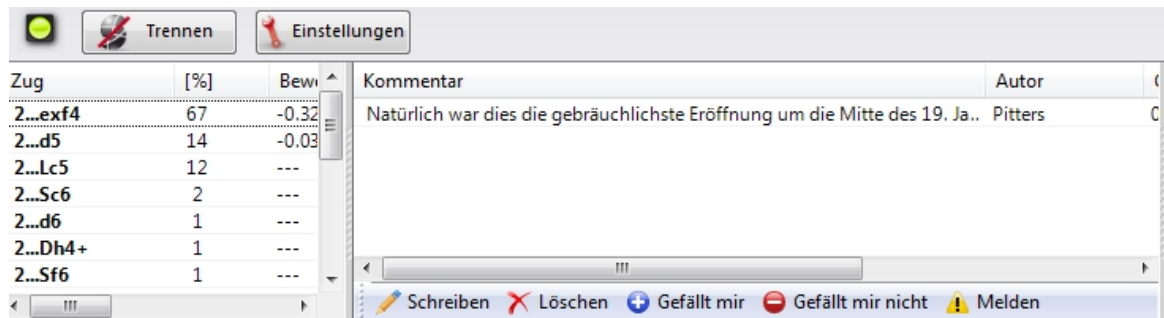 Trennen Einstellungen
Zug [%]
2...exf4 67 -0.32
2...d5 14 -0.03
2...Lc5 12 ---
2...Sc6 2 ---
2...d6 1 ---
2...Dh4+ 1 ---
2...Sf6 1 ---
Kommentar Autor
Natürlich war dies die gebräuchlichste Eröffnung um die Mitte des 19. Ja.. Pitters
Schreiben Löschen Gefällt mir Gefällt mir nicht Melden